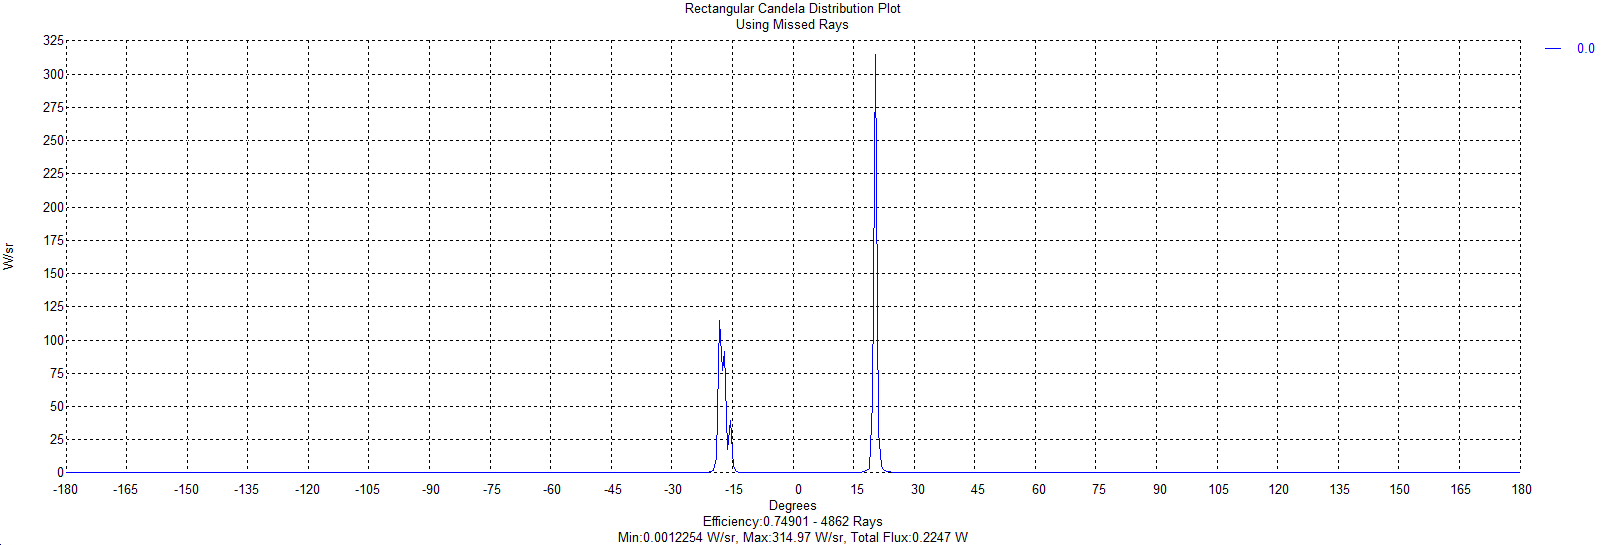 Rectangular Candela Distribution Plot
Using Missed Rays
0.0
325
300
275
250
225
200
175
150
125
100
75
50
25
0
W/sr
-180 -165 -150 -135 -120 -105 -90 -75 -60 -45 -30 -15 0 15 30 45 60 75 90 105 120 135 150 165 180
Degrees
Efficiency:0.74901 - 4862 Rays
Min:0.0012254 W/sr, Max:314.97 W/sr, Total Flux:0.2247 W